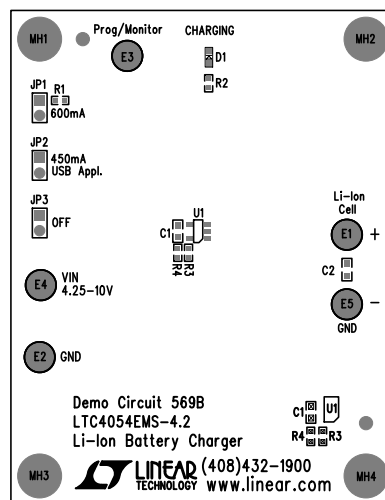 MH1
Prog/Monitor
E3
CHARGING
D1
R2
MH2
JP1
R1
600mA
JP2
450mA
USB Appl.
JP3
OFF
U1
C1
R4
R3
Li-Ion
Cell
E1 +
C2
E5 −
GND
E4
VIN
4.25-10V
E2 GND
Demo Circuit 569B
LTC4054EMS-4.2
Li-Ion Battery Charger
C1
U1
R4
R3
MH3
LT LINEAR
TECHNOLOGY
(408)432-1900
www.linear.com
MH4